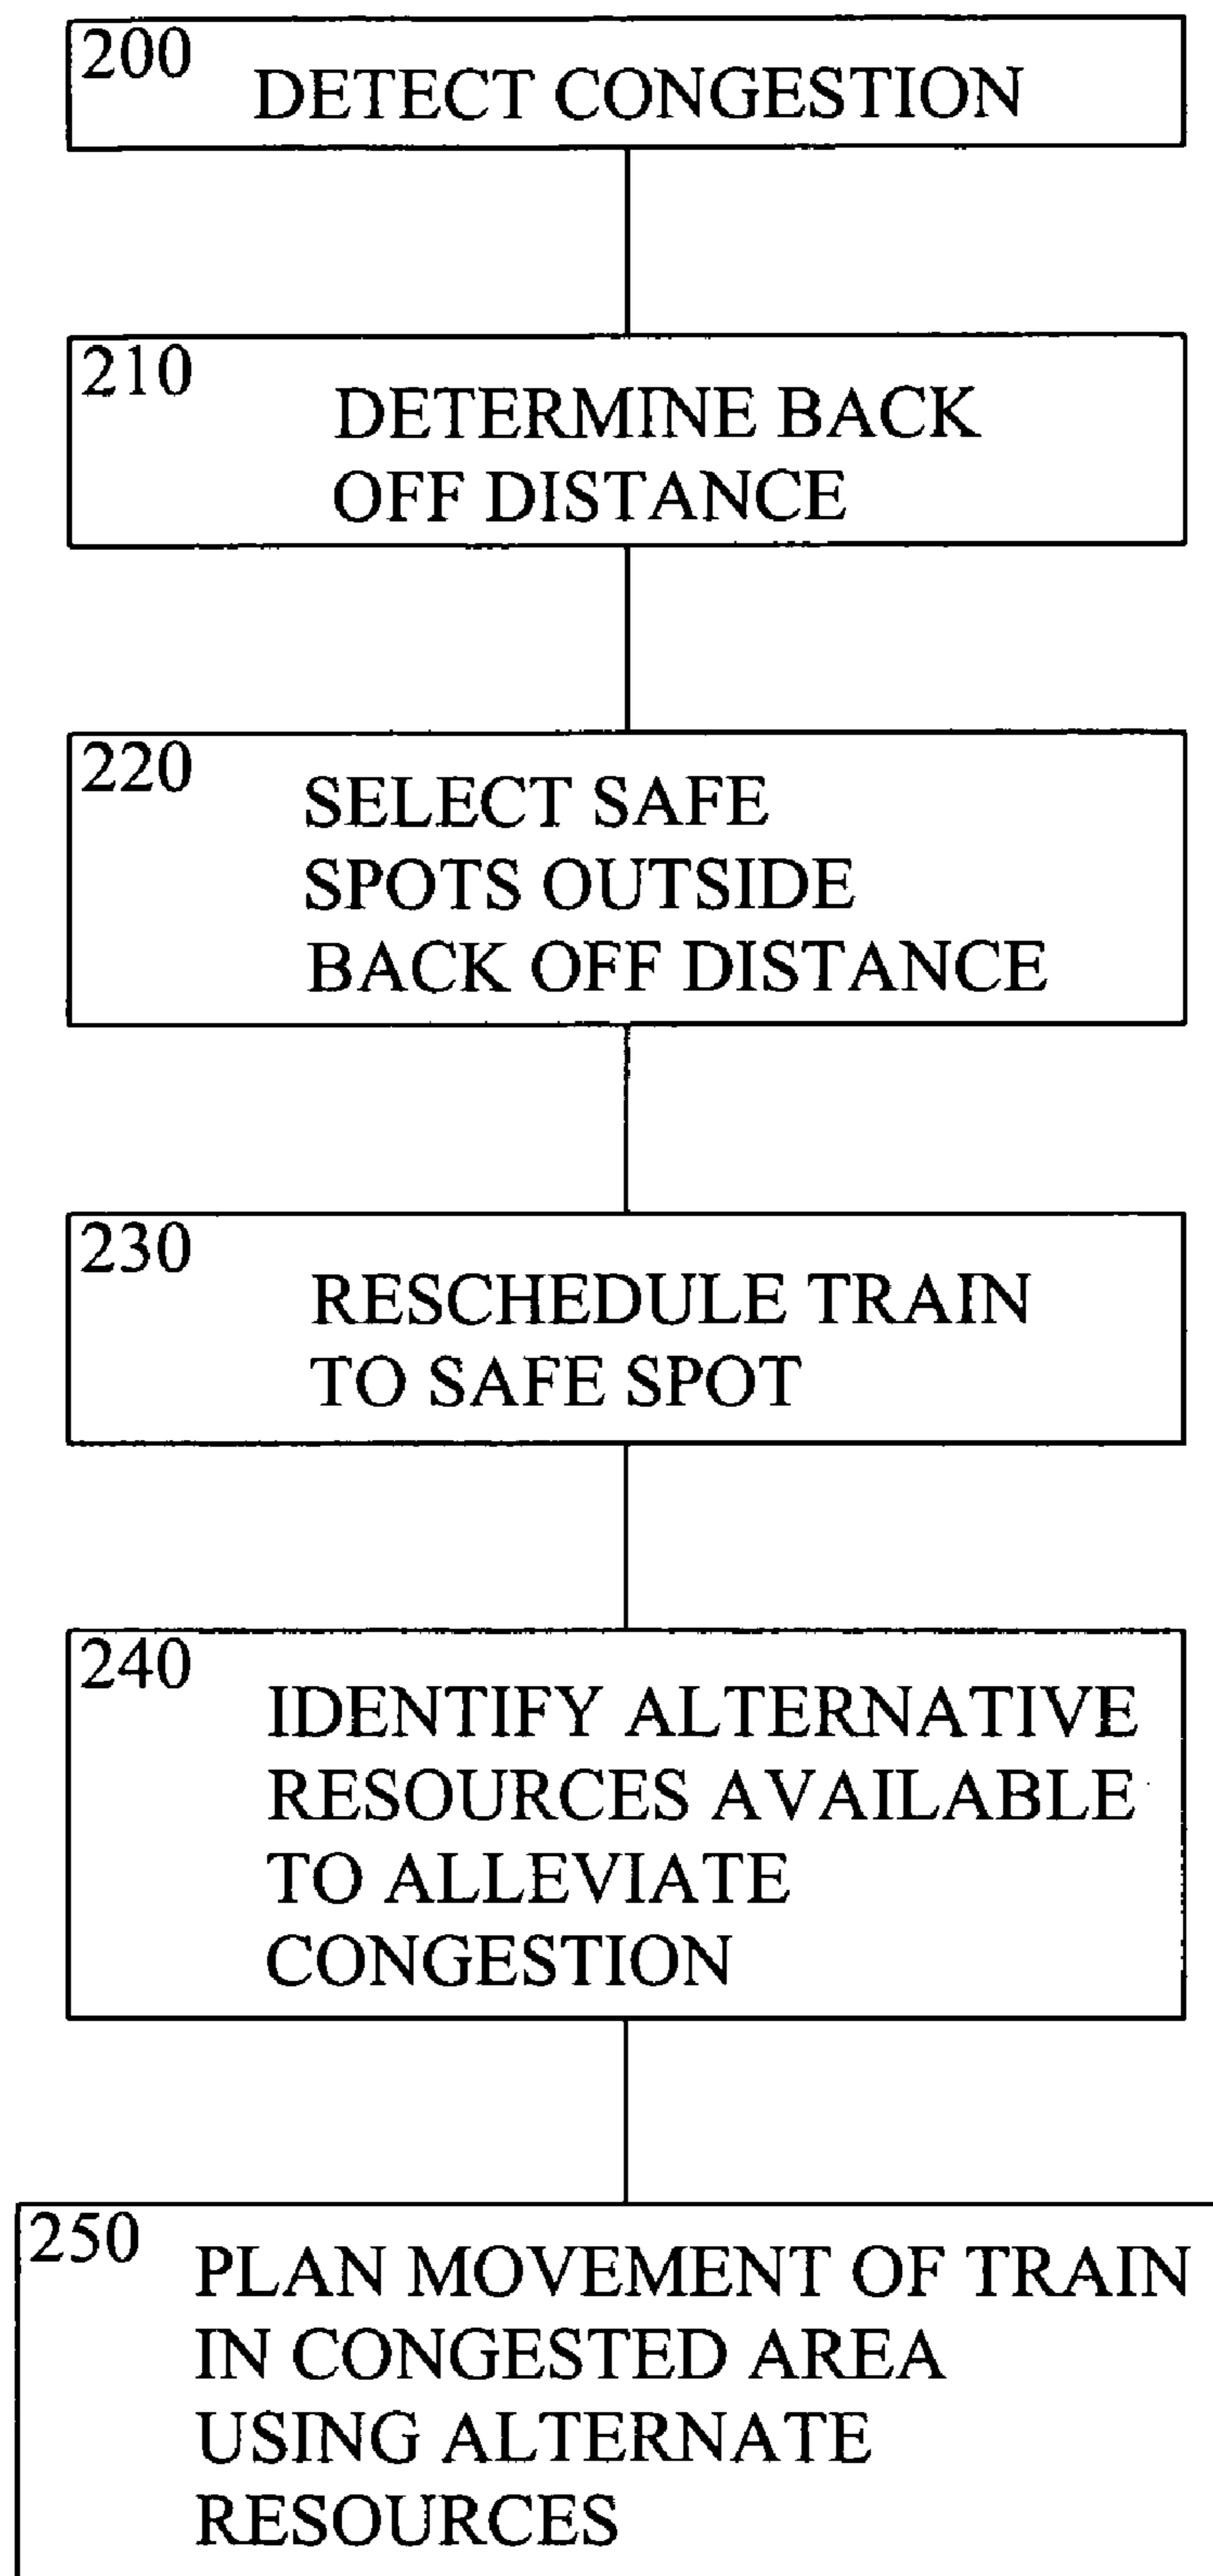 200
DETECT CONGESTION
210
DETERMINE BACK
OFF DISTANCE
220
SELECT SAFE
SPOTS OUTSIDE
BACK OFF DISTANCE
230
RESCHEDULE TRAIN
TO SAFE SPOT
240
IDENTIFY ALTERNATIVE
RESOURCES AVAILABLE
TO ALLEVIATE
CONGESTION
250
PLAN MOVEMENT OF TRAIN
IN CONGESTED AREA
USING ALTERNATE
RESOURCES